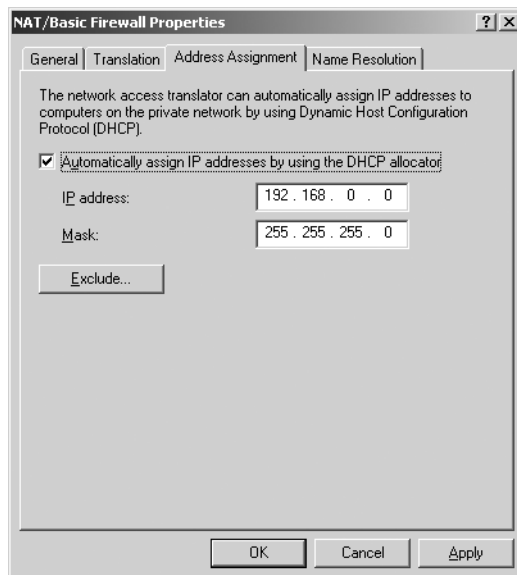 NAT/Basic Firewall Properties
? X
General Translation Address Assignment Name Resolution
The network access translator can automatically assign IP addresses to
computers on the private network by using Dynamic Host Configuration
Protocol (DHCP).
Automatically assign IP addresses by using the DHCP allocator
IP address: 192 . 168 . 0 . 0
Mask: 255 . 255 . 255 . 0
Exclude...
OK Cancel Apply